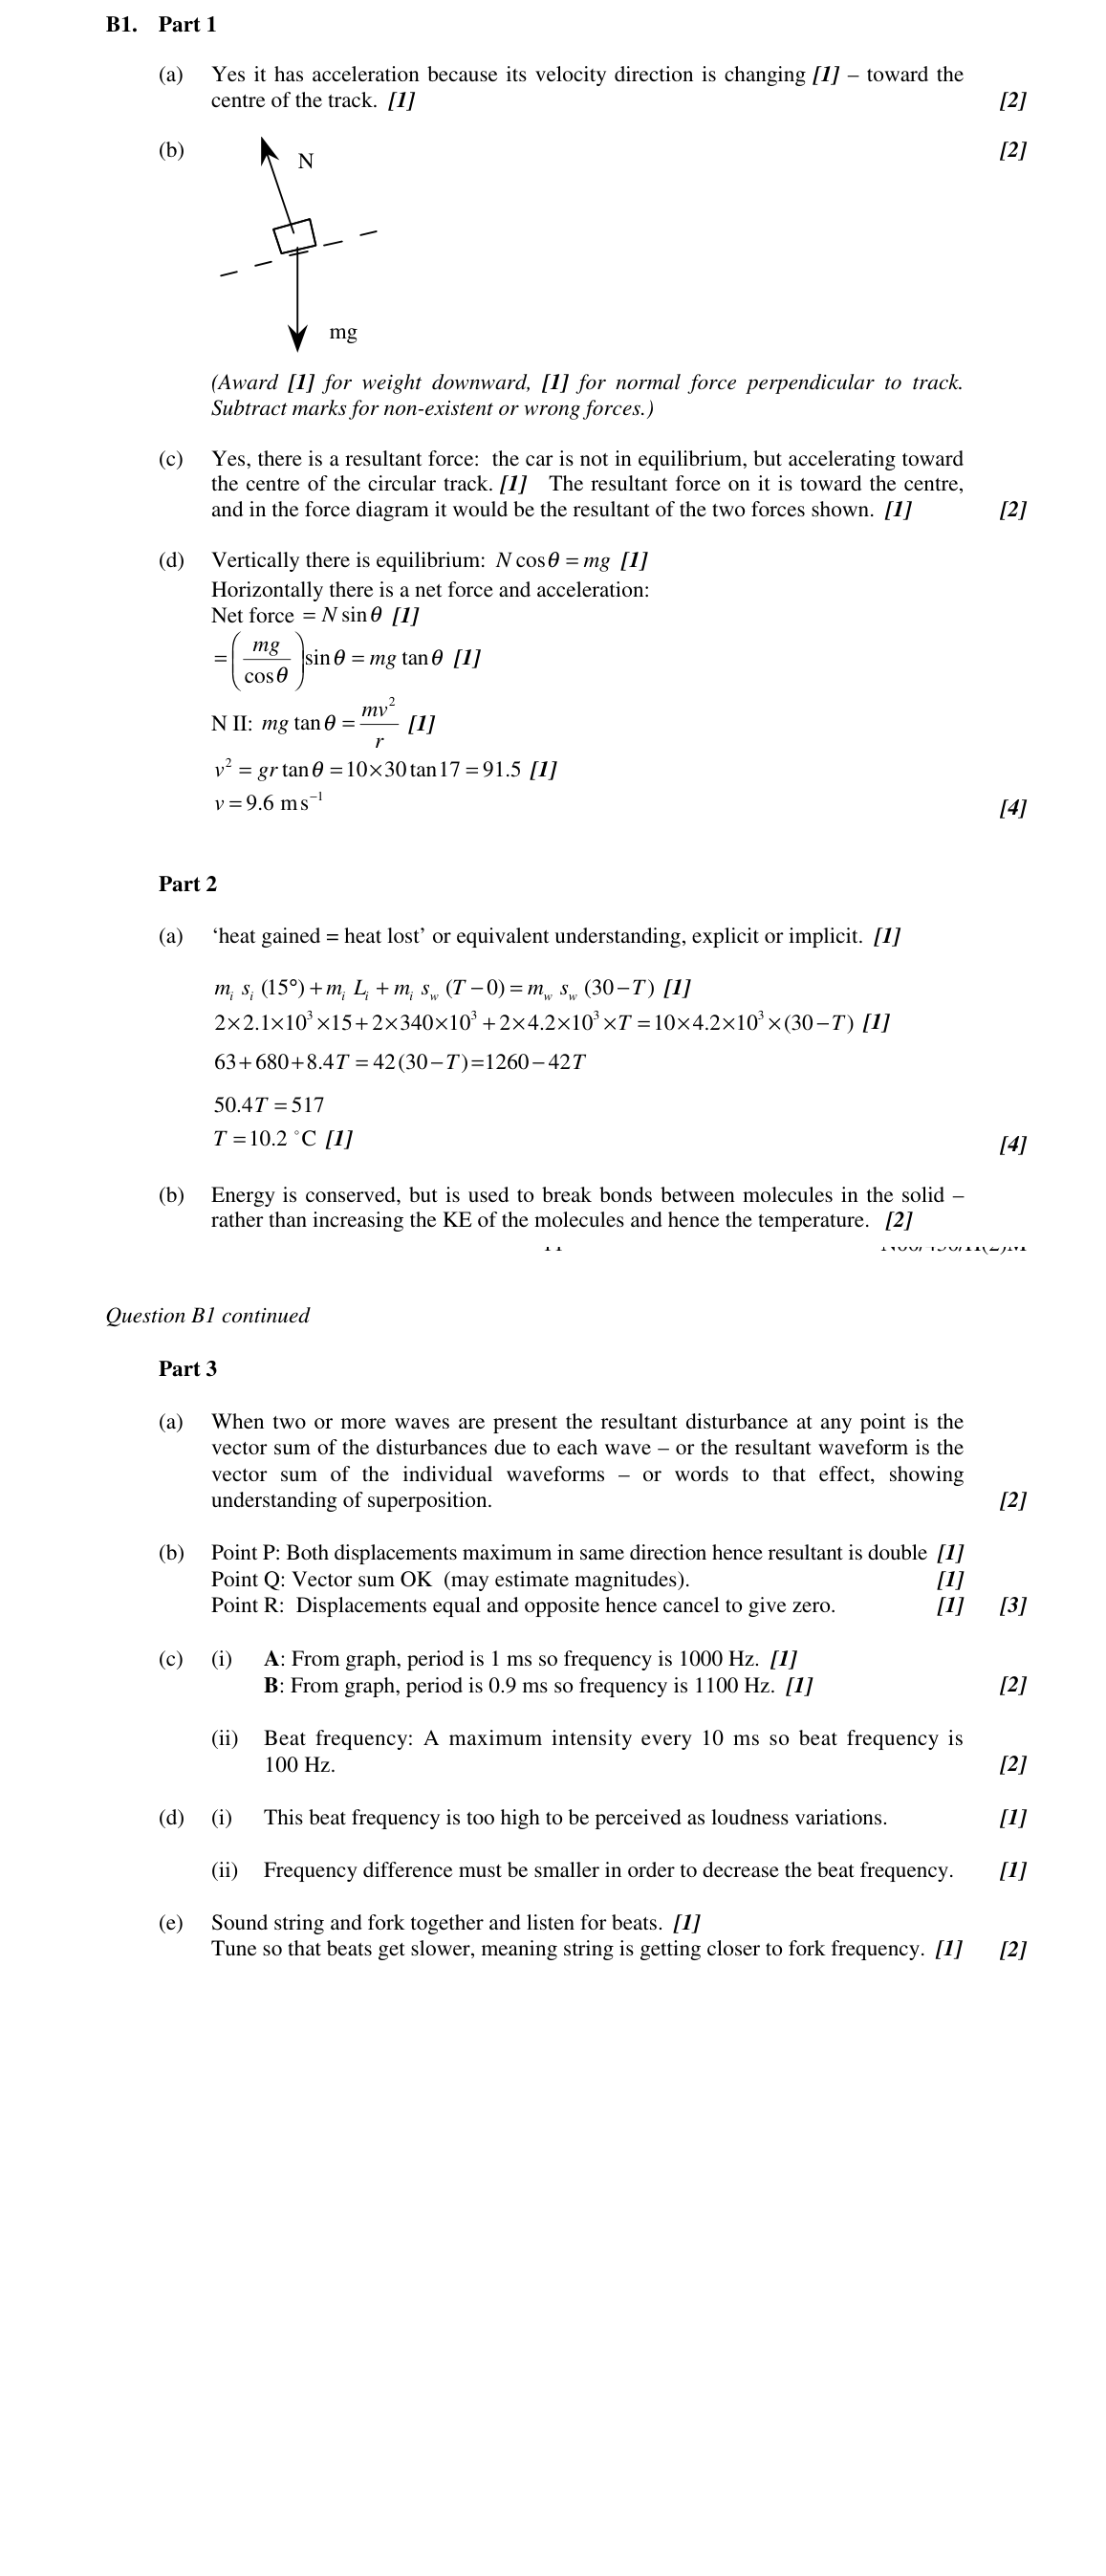 B1. Part 1
(a) Yes it has acceleration because its velocity direction is changing [1] – toward the
centre of the track. [1] [2]
(b) [2]
N
mg
(Award [1] for weight downward, [1] for normal force perpendicular to track.
Subtract marks for non-existent or wrong forces.)
(c) Yes, there is a resultant force: the car is not in equilibrium, but accelerating toward
the centre of the circular track. [1] The resultant force on it is toward the centre,
and in the force diagram it would be the resultant of the two forces shown. [1] [2]
(d) Vertically there is equilibrium: N cosθ = mg [1]
Horizontally there is a net force and acceleration:
Net force = N sinθ [1]
= (mg/cosθ) sinθ = mg tanθ [1]
N II: mg tanθ = mv²/r [1]
v² = gr tanθ = 10×30 tan17 = 91.5 [1]
v = 9.6 m s⁻¹ [4]
Part 2
(a) ‘heat gained = heat lost’ or equivalent understanding, explicit or implicit. [1]
mᵢ sᵢ (15°) + mᵢ Lᵢ + mᵢ s_w (T − 0) = m_w s_w (30 − T) [1]
2×2.1×10³×15 + 2×340×10³ + 2×4.2×10³×T = 10×4.2×10³×(30 − T) [1]
63 + 680 + 8.4T = 42(30 − T) = 1260 − 42T
50.4T = 517
T = 10.2 °C [1] [4]
(b) Energy is conserved, but is used to break bonds between molecules in the solid –
rather than increasing the KE of the molecules and hence the temperature. [2]
Question B1 continued
Part 3
(a) When two or more waves are present the resultant disturbance at any point is the
vector sum of the disturbances due to each wave – or the resultant waveform is the
vector sum of the individual waveforms – or words to that effect, showing
understanding of superposition. [2]
(b) Point P: Both displacements maximum in same direction hence resultant is double [1]
Point Q: Vector sum OK (may estimate magnitudes). [1]
Point R: Displacements equal and opposite hence cancel to give zero. [1] [3]
(c) (i) A: From graph, period is 1 ms so frequency is 1000 Hz. [1]
B: From graph, period is 0.9 ms so frequency is 1100 Hz. [1] [2]
(ii) Beat frequency: A maximum intensity every 10 ms so beat frequency is
100 Hz. [2]
(d) (i) This beat frequency is too high to be perceived as loudness variations. [1]
(ii) Frequency difference must be smaller in order to decrease the beat frequency. [1]
(e) Sound string and fork together and listen for beats. [1]
Tune so that beats get slower, meaning string is getting closer to fork frequency. [1] [2]